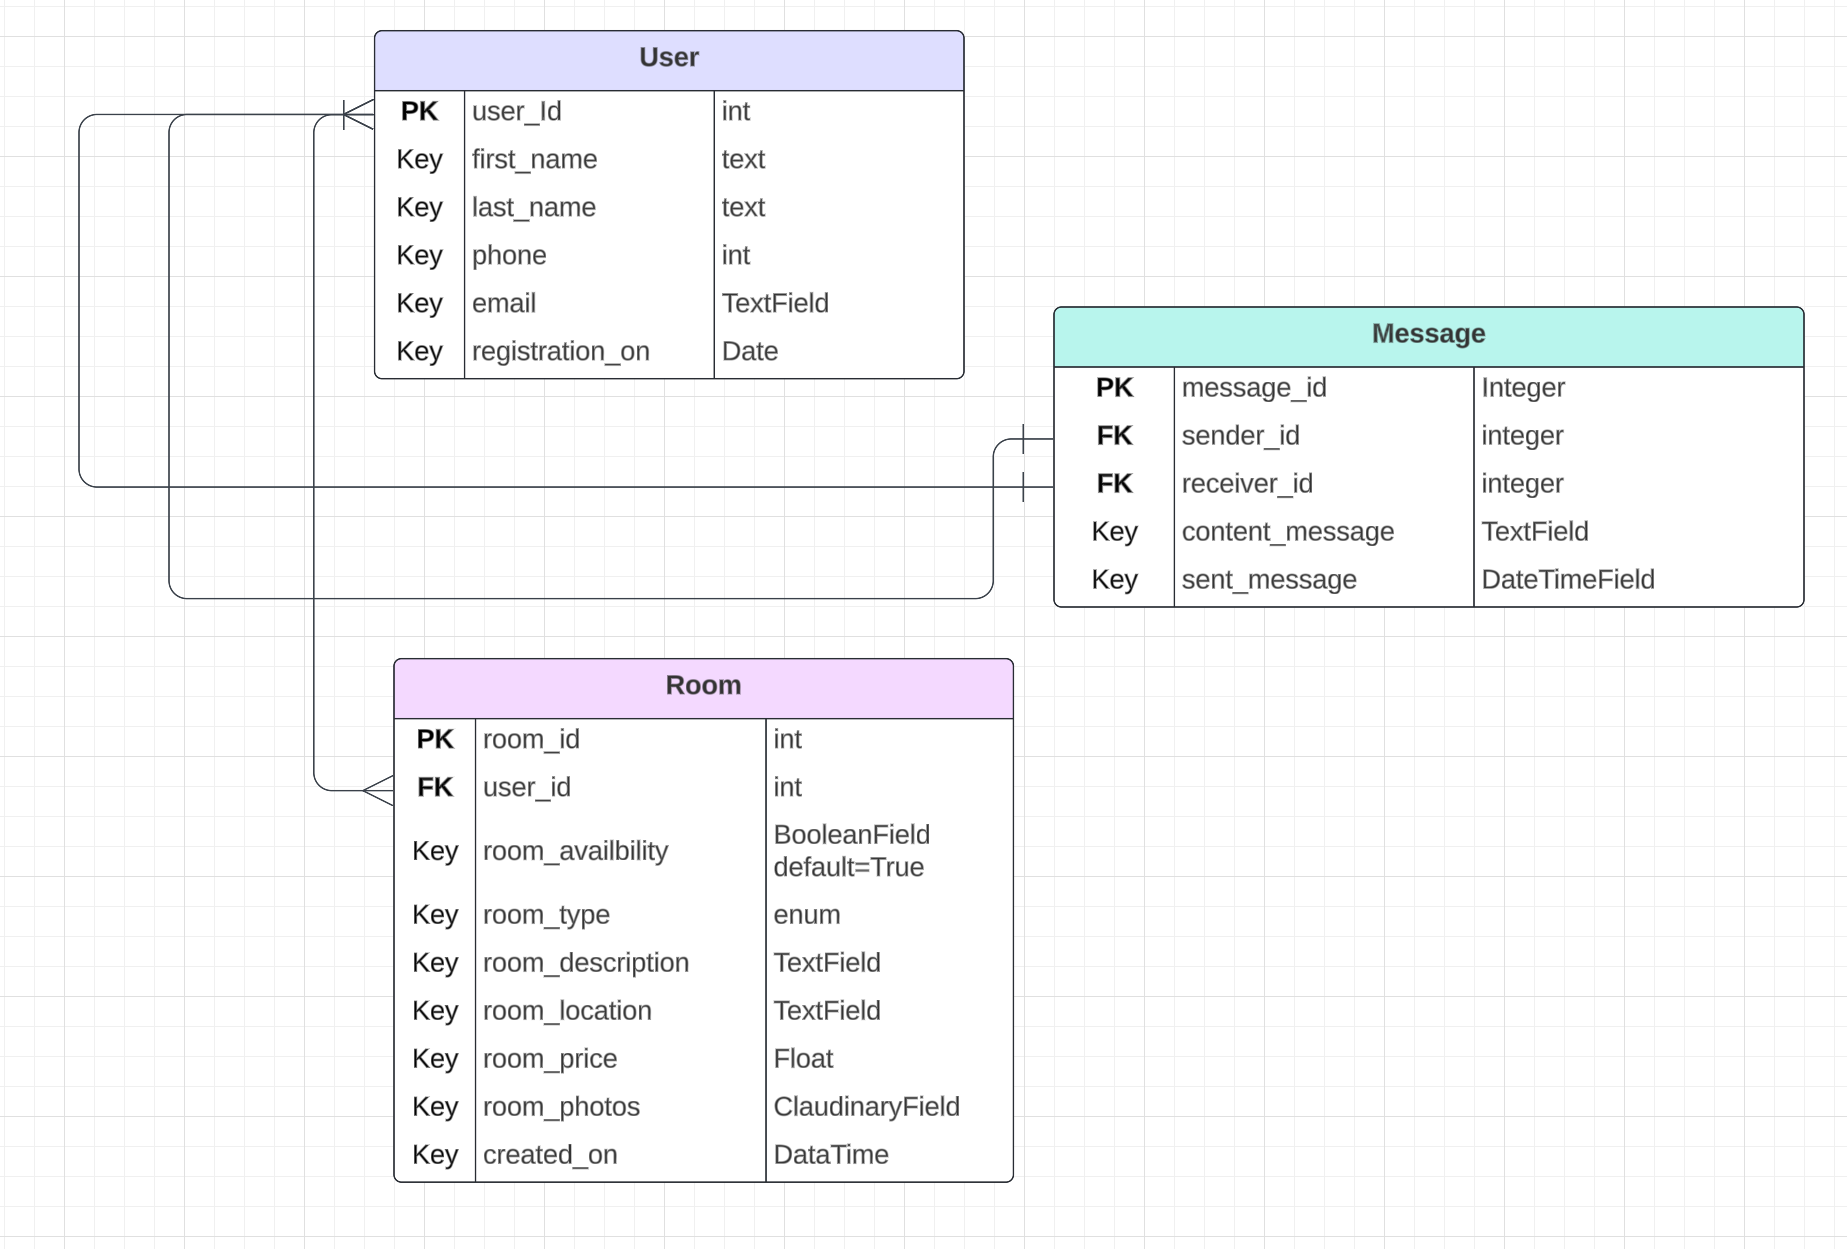 User
PK user_Id int
Key first_name text
Key last_name text
Key phone int
Key email TextField
Key registration_on Date
Message
PK message_id Integer
FK sender_id integer
FK receiver_id integer
Key content_message TextField
Key sent_message DateTimeField
Room
PK room_id int
FK user_id int
Key room_availbility BooleanField
default=True
Key room_type enum
Key room_description TextField
Key room_location TextField
Key room_price Float
Key room_photos ClaudinaryField
Key created_on DataTime